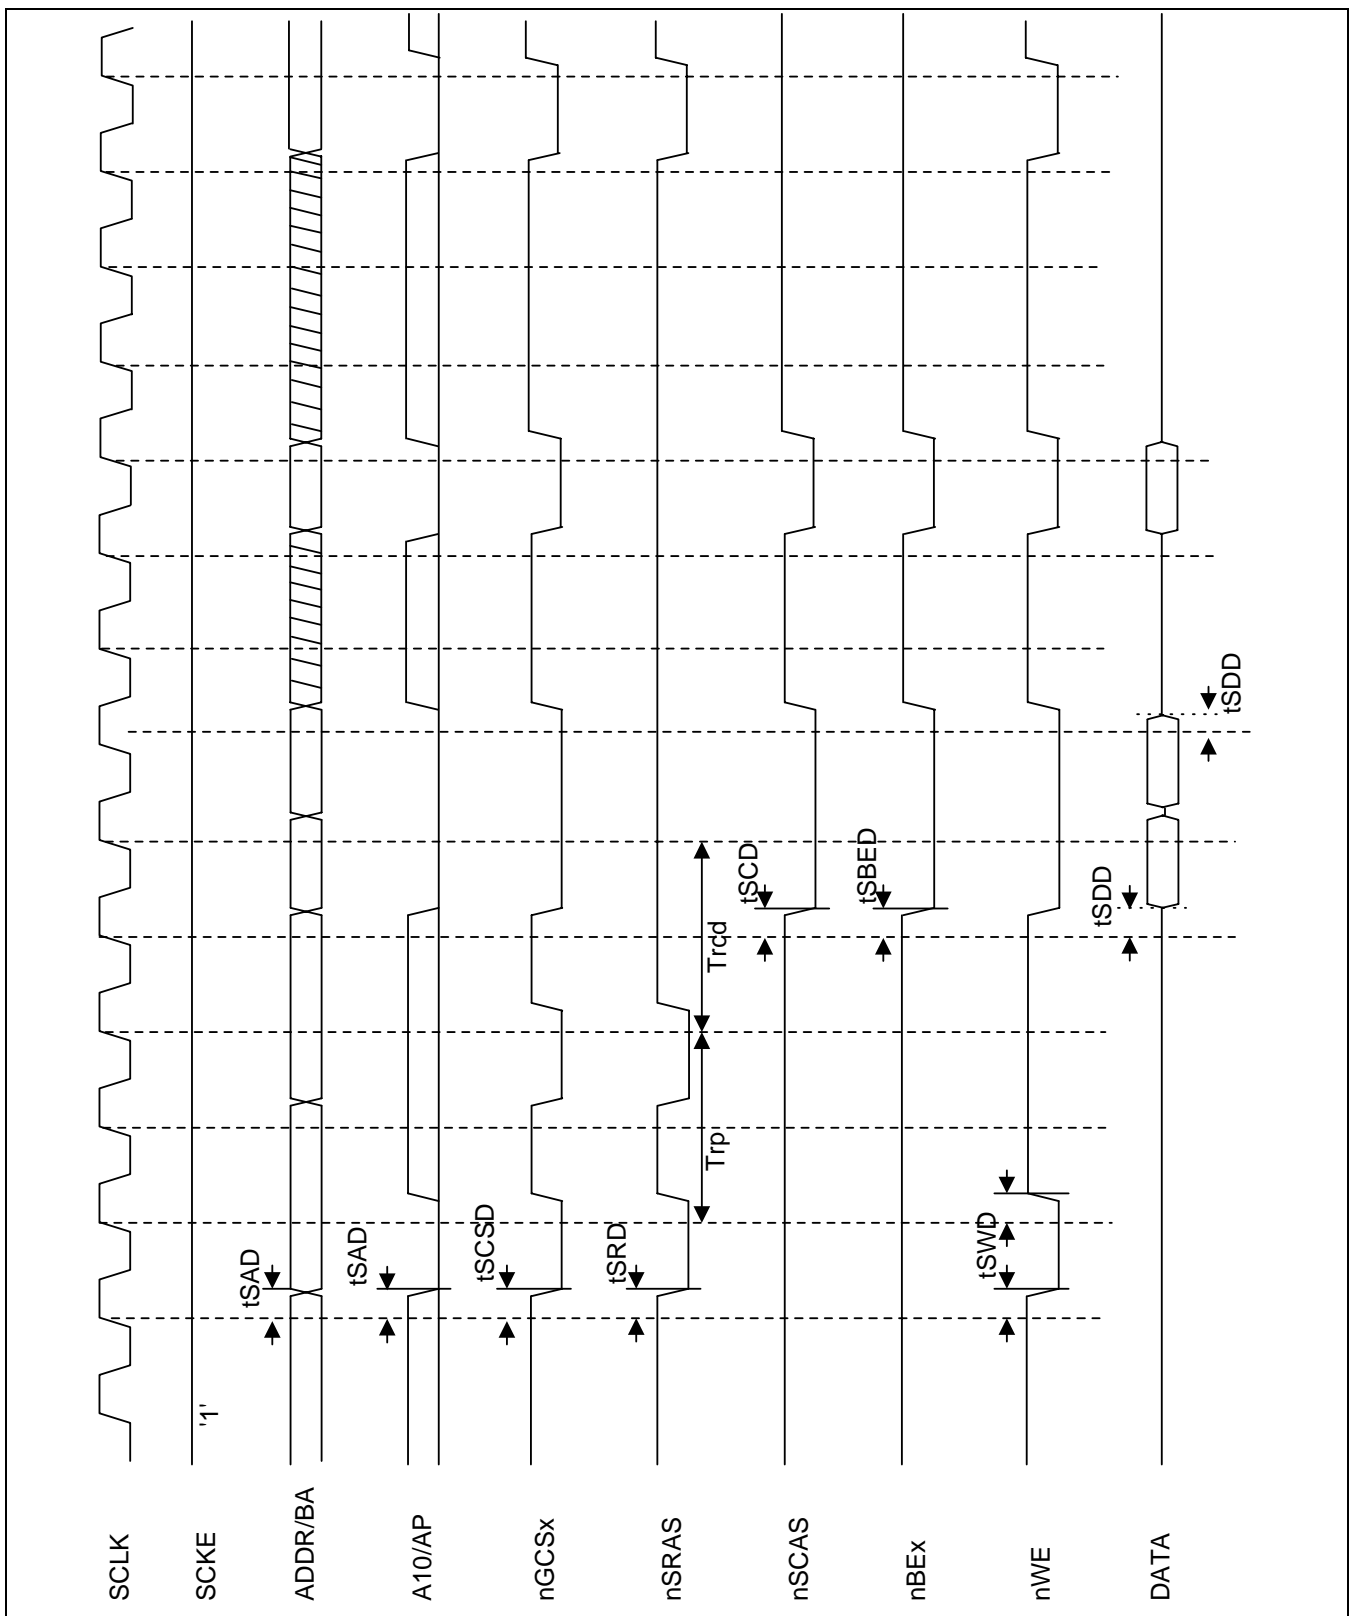 SCLK
SCKE
'1'
ADDR/BA
tSAD
A10/AP
tSAD
nGCSx
tSCSD
nSRAS
tSRD
Trp
Trcd
nSCAS
tSCD
nBEx
tSBED
nWE
tSWD
DATA
tSDD
tSDD